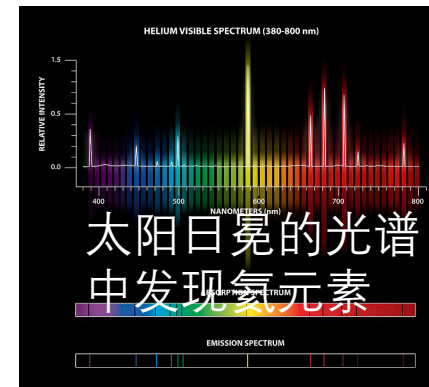 HELIUM VISIBLE SPECTRUM (380-800 nm)
RELATIVE INTENSITY
1.5
0.5
0.0
400 500 600 700 800
NANOMETERS (nm)
太阳日冕的光谱
中发现氦元素
ABSORPTION SPECTRUM
EMISSION SPECTRUM